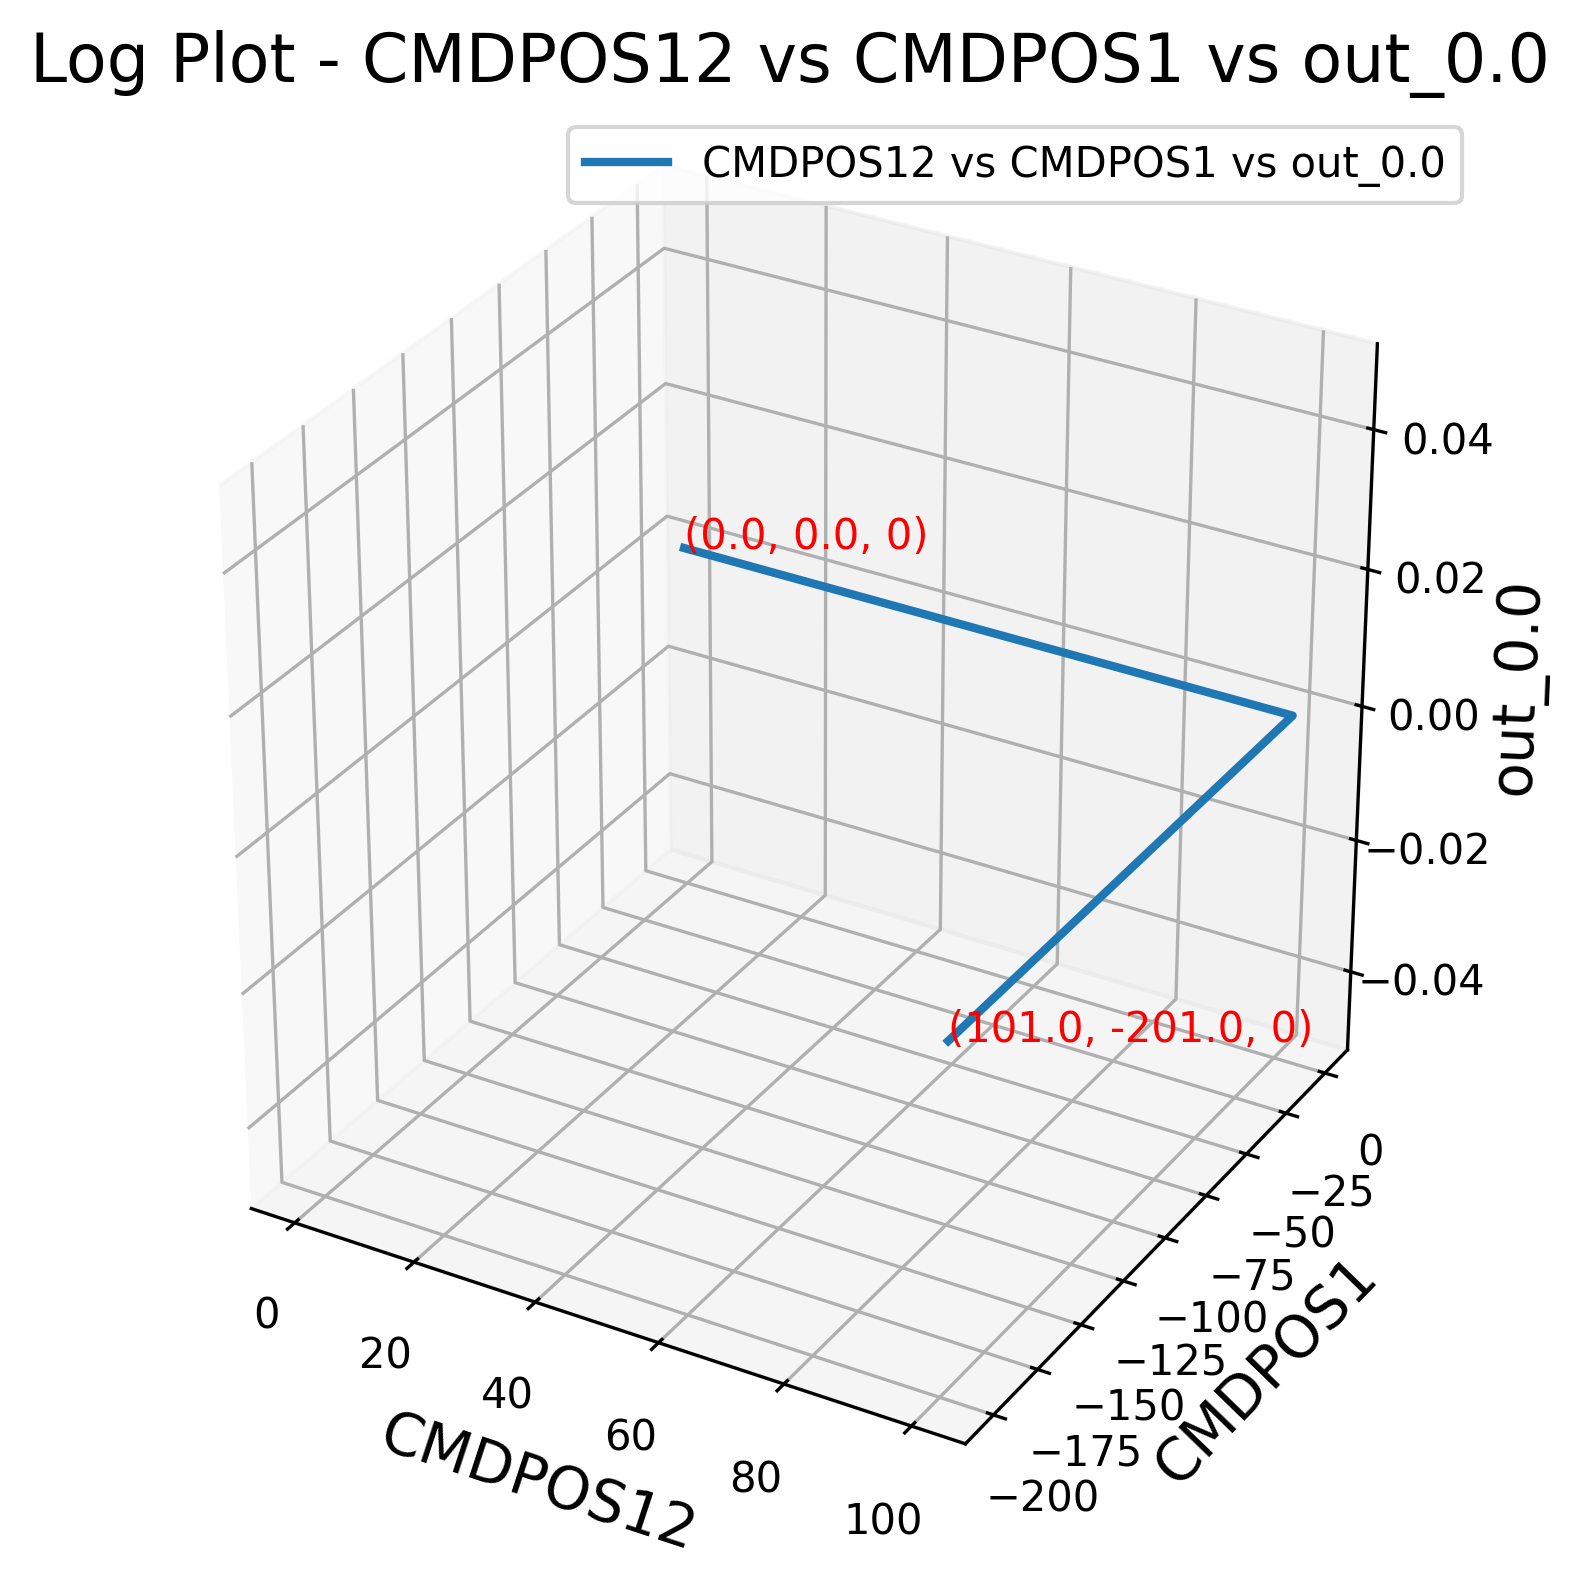 Log Plot - CMDPOS12 vs CMDPOS1 vs out_0.0
CMDPOS12 vs CMDPOS1 vs out_0.0
(0.0, 0.0, 0)
(101.0, -201.0, 0)
0.04
0.02
0.00
−0.02
−0.04
out_0.0
0
−25
−50
−75
−100
−125
−150
−175
−200
CMDPOS1
0
20
40
60
80
100
CMDPOS12